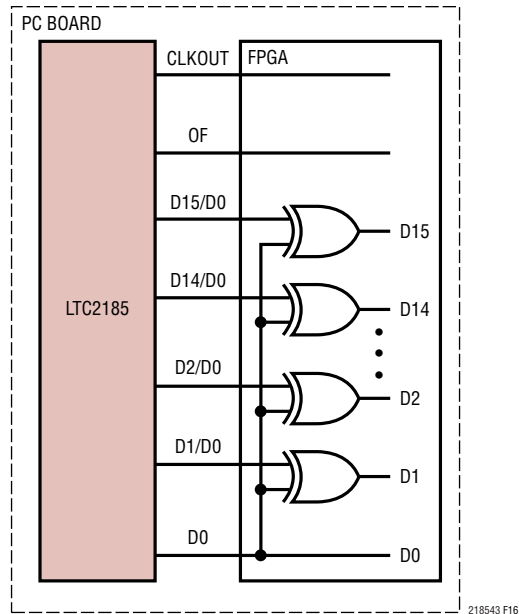 PC BOARD
CLKOUT FPGA
OF
D15/D0
D15
D14/D0
LTC2185
D14
D2/D0
D2
D1/D0
D1
D0
D0
218543 F16